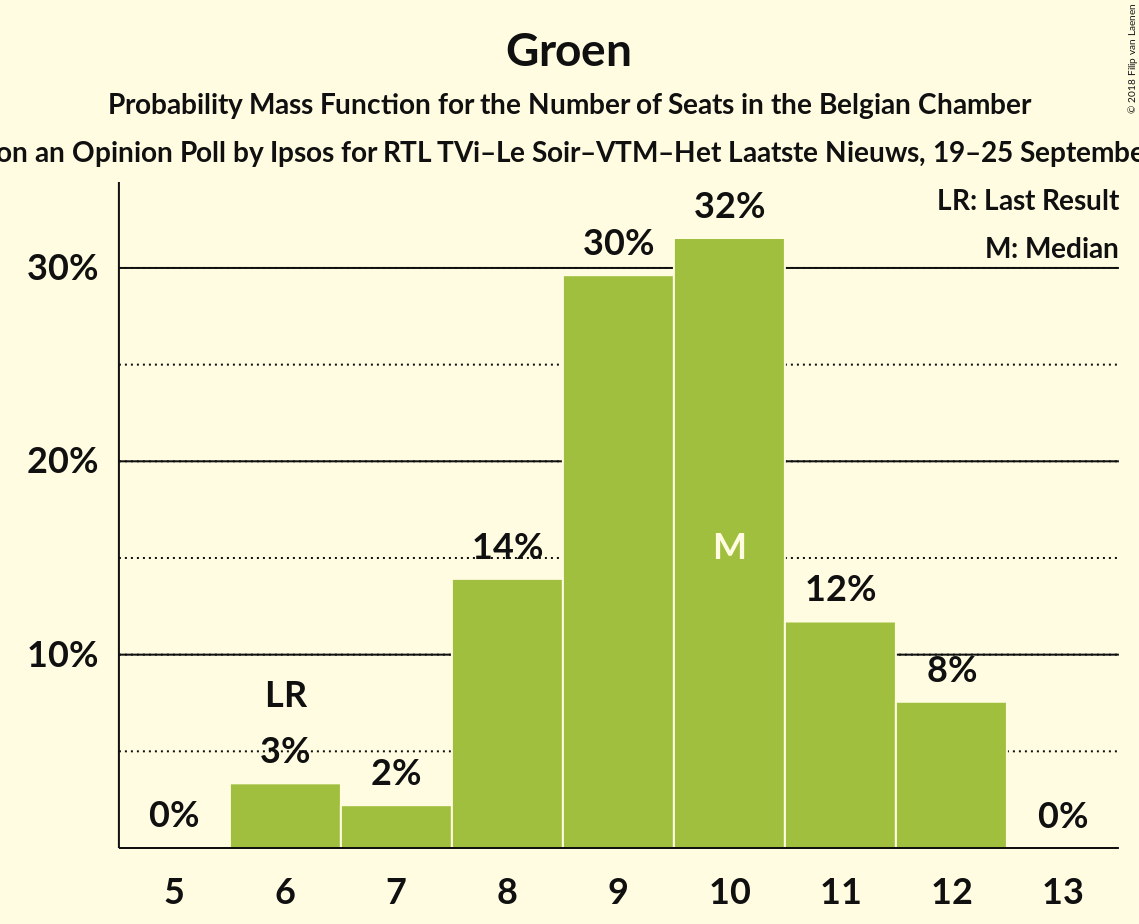 © 2018 Filip van Laenen
Groen
Probability Mass Function for the Number of Seats in the Belgian Chamber
on an Opinion Poll by Ipsos for RTL TVi–Le Soir–VTM–Het Laatste Nieuws, 19–25 Septembe
LR: Last Result
M: Median
32%
30%
30%
20%
M
14%
12%
10%
8%
LR
3%
2%
0%
0%
5 6 7 8 9 10 11 12 13